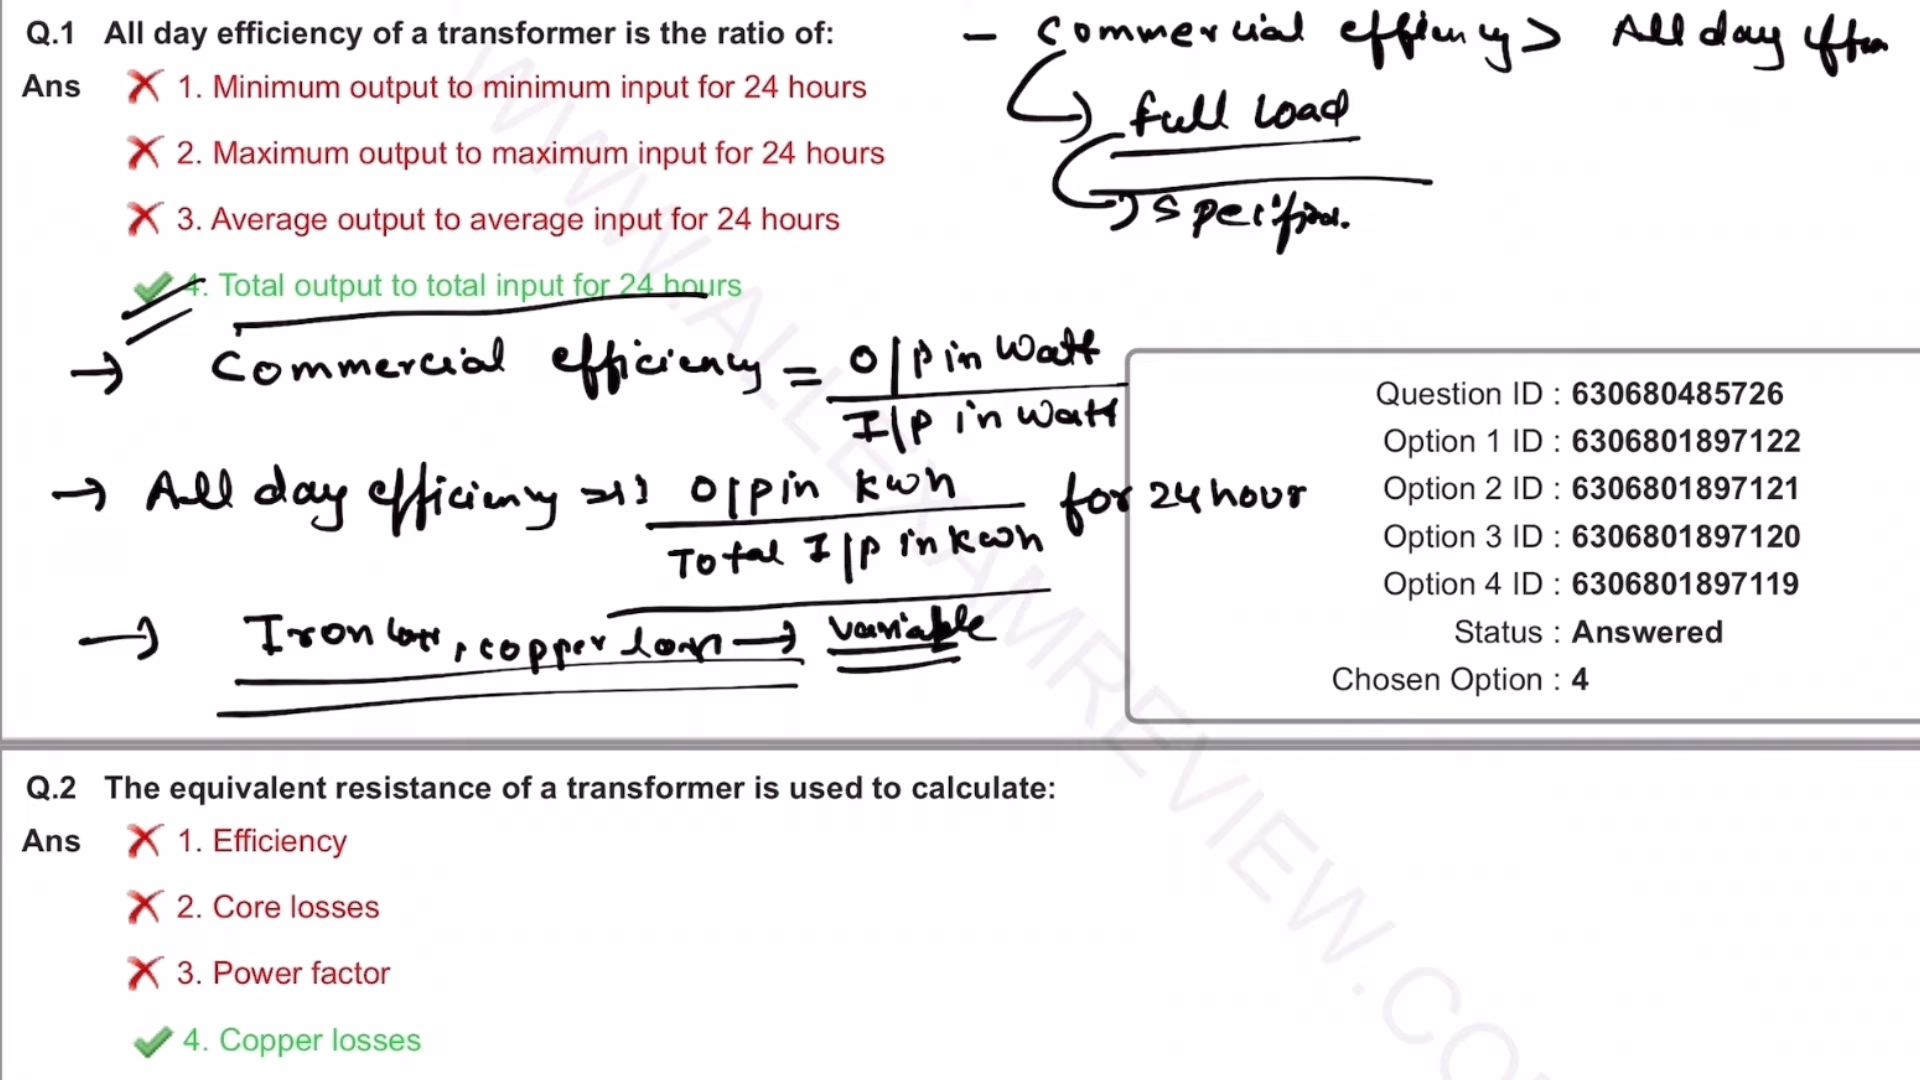 Q.1 All day efficiency of a transformer is the ratio of:
Ans 1. Minimum output to minimum input for 24 hours
2. Maximum output to maximum input for 24 hours
3. Average output to average input for 24 hours
4. Total output to total input for 24 hours
- Commercial efficiency > All day
full load
→ Commercial efficiency = O/p in watt
I/p in watt
→ All day efficiency O/p in kwh for 24 hour
Total I/p in kwh
→ Iron loss, copper loss → variable
Question ID : 630680485726
Option 1 ID : 6306801897122
Option 2 ID : 6306801897121
Option 3 ID : 6306801897120
Option 4 ID : 6306801897119
Status : Answered
Chosen Option : 4
Q.2 The equivalent resistance of a transformer is used to calculate:
Ans 1. Efficiency
2. Core losses
3. Power factor
4. Copper losses
WWW.ALLEXAMREVIEW.CO